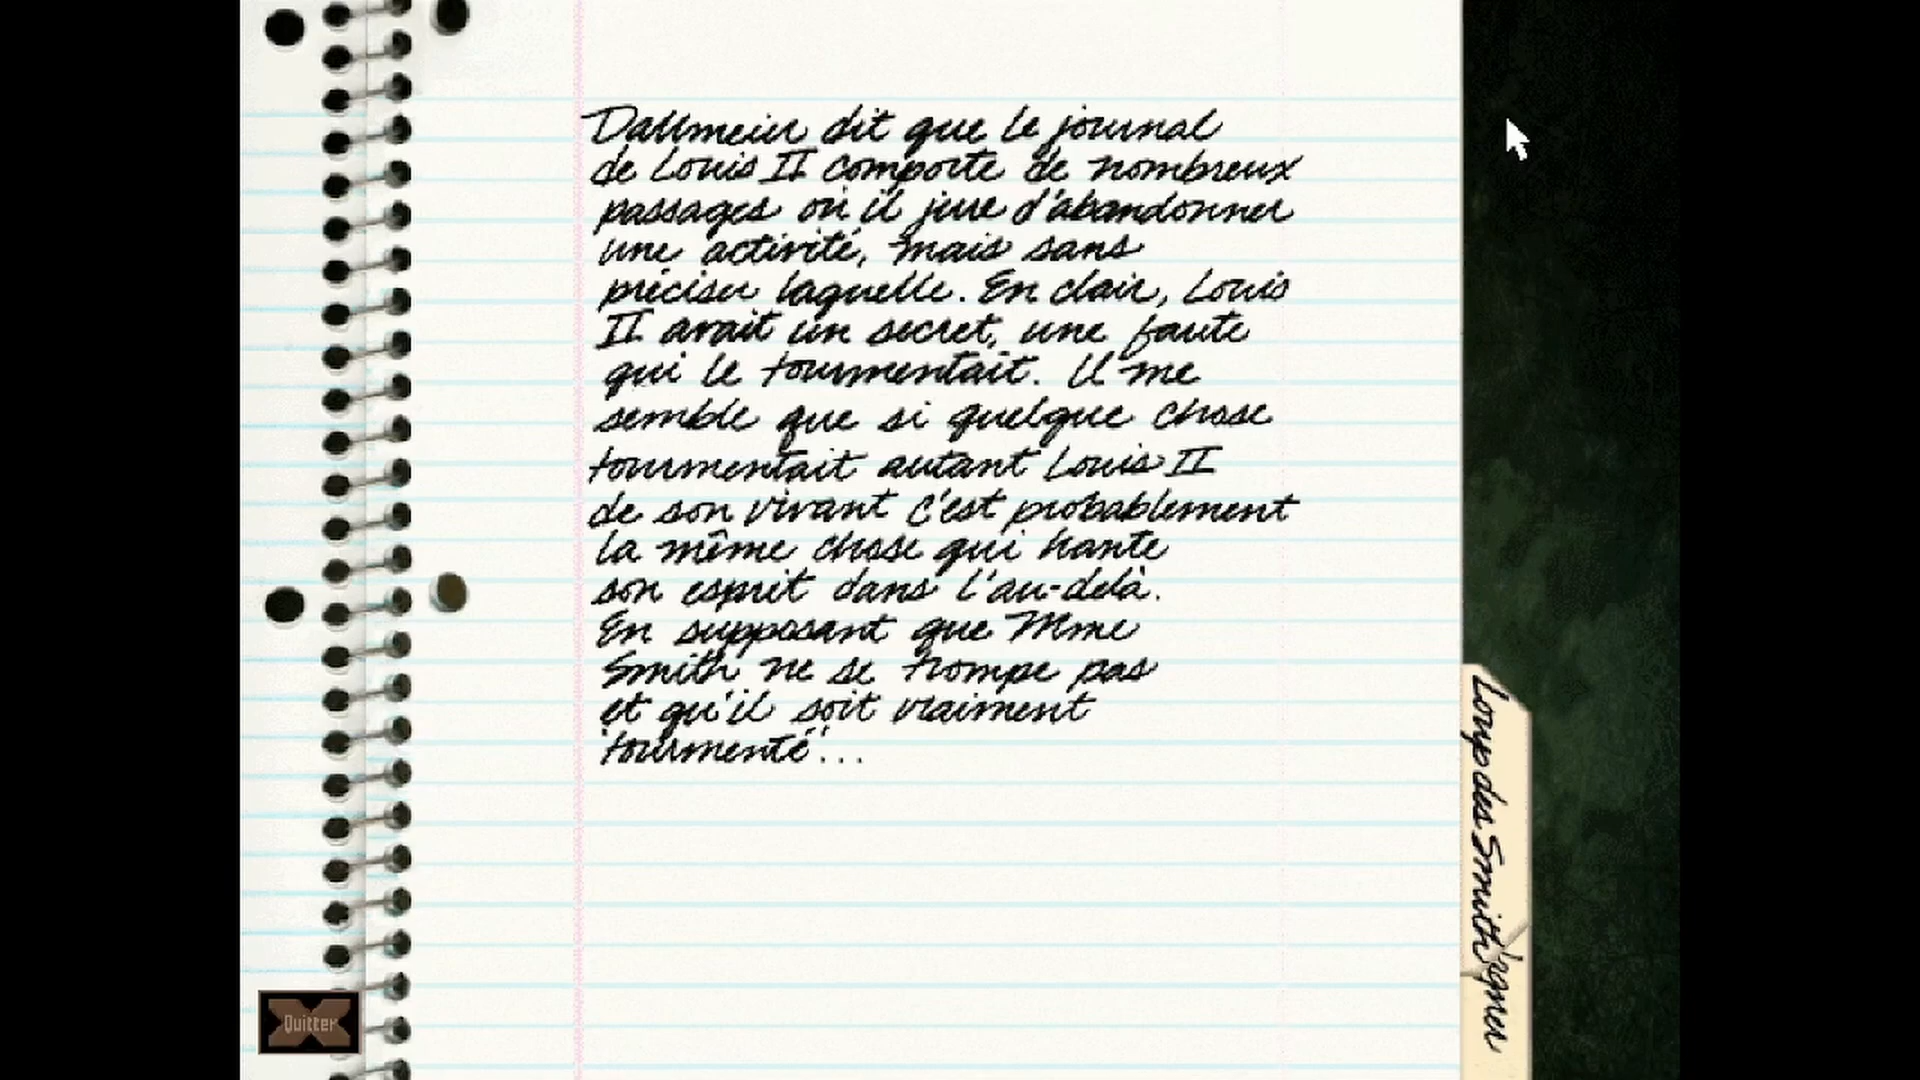 Dallmeier dit que le journal
de Louis II comporte de nombreux
passages où il jure d'abandonner
une activité, mais sans
préciser laquelle. En clair, Louis
II avait un secret, une faute
qui le tourmentait. Il me
semble que si quelque chose
tourmentait autant Louis II
de son vivant c'est probablement
la même chose qui hante
son esprit dans l'au-delà.
En supposant que Mme
Smith ne se trompe pas
et qu'il soit vraiment
'tourmenté'...
Loups des Smith
Quitter